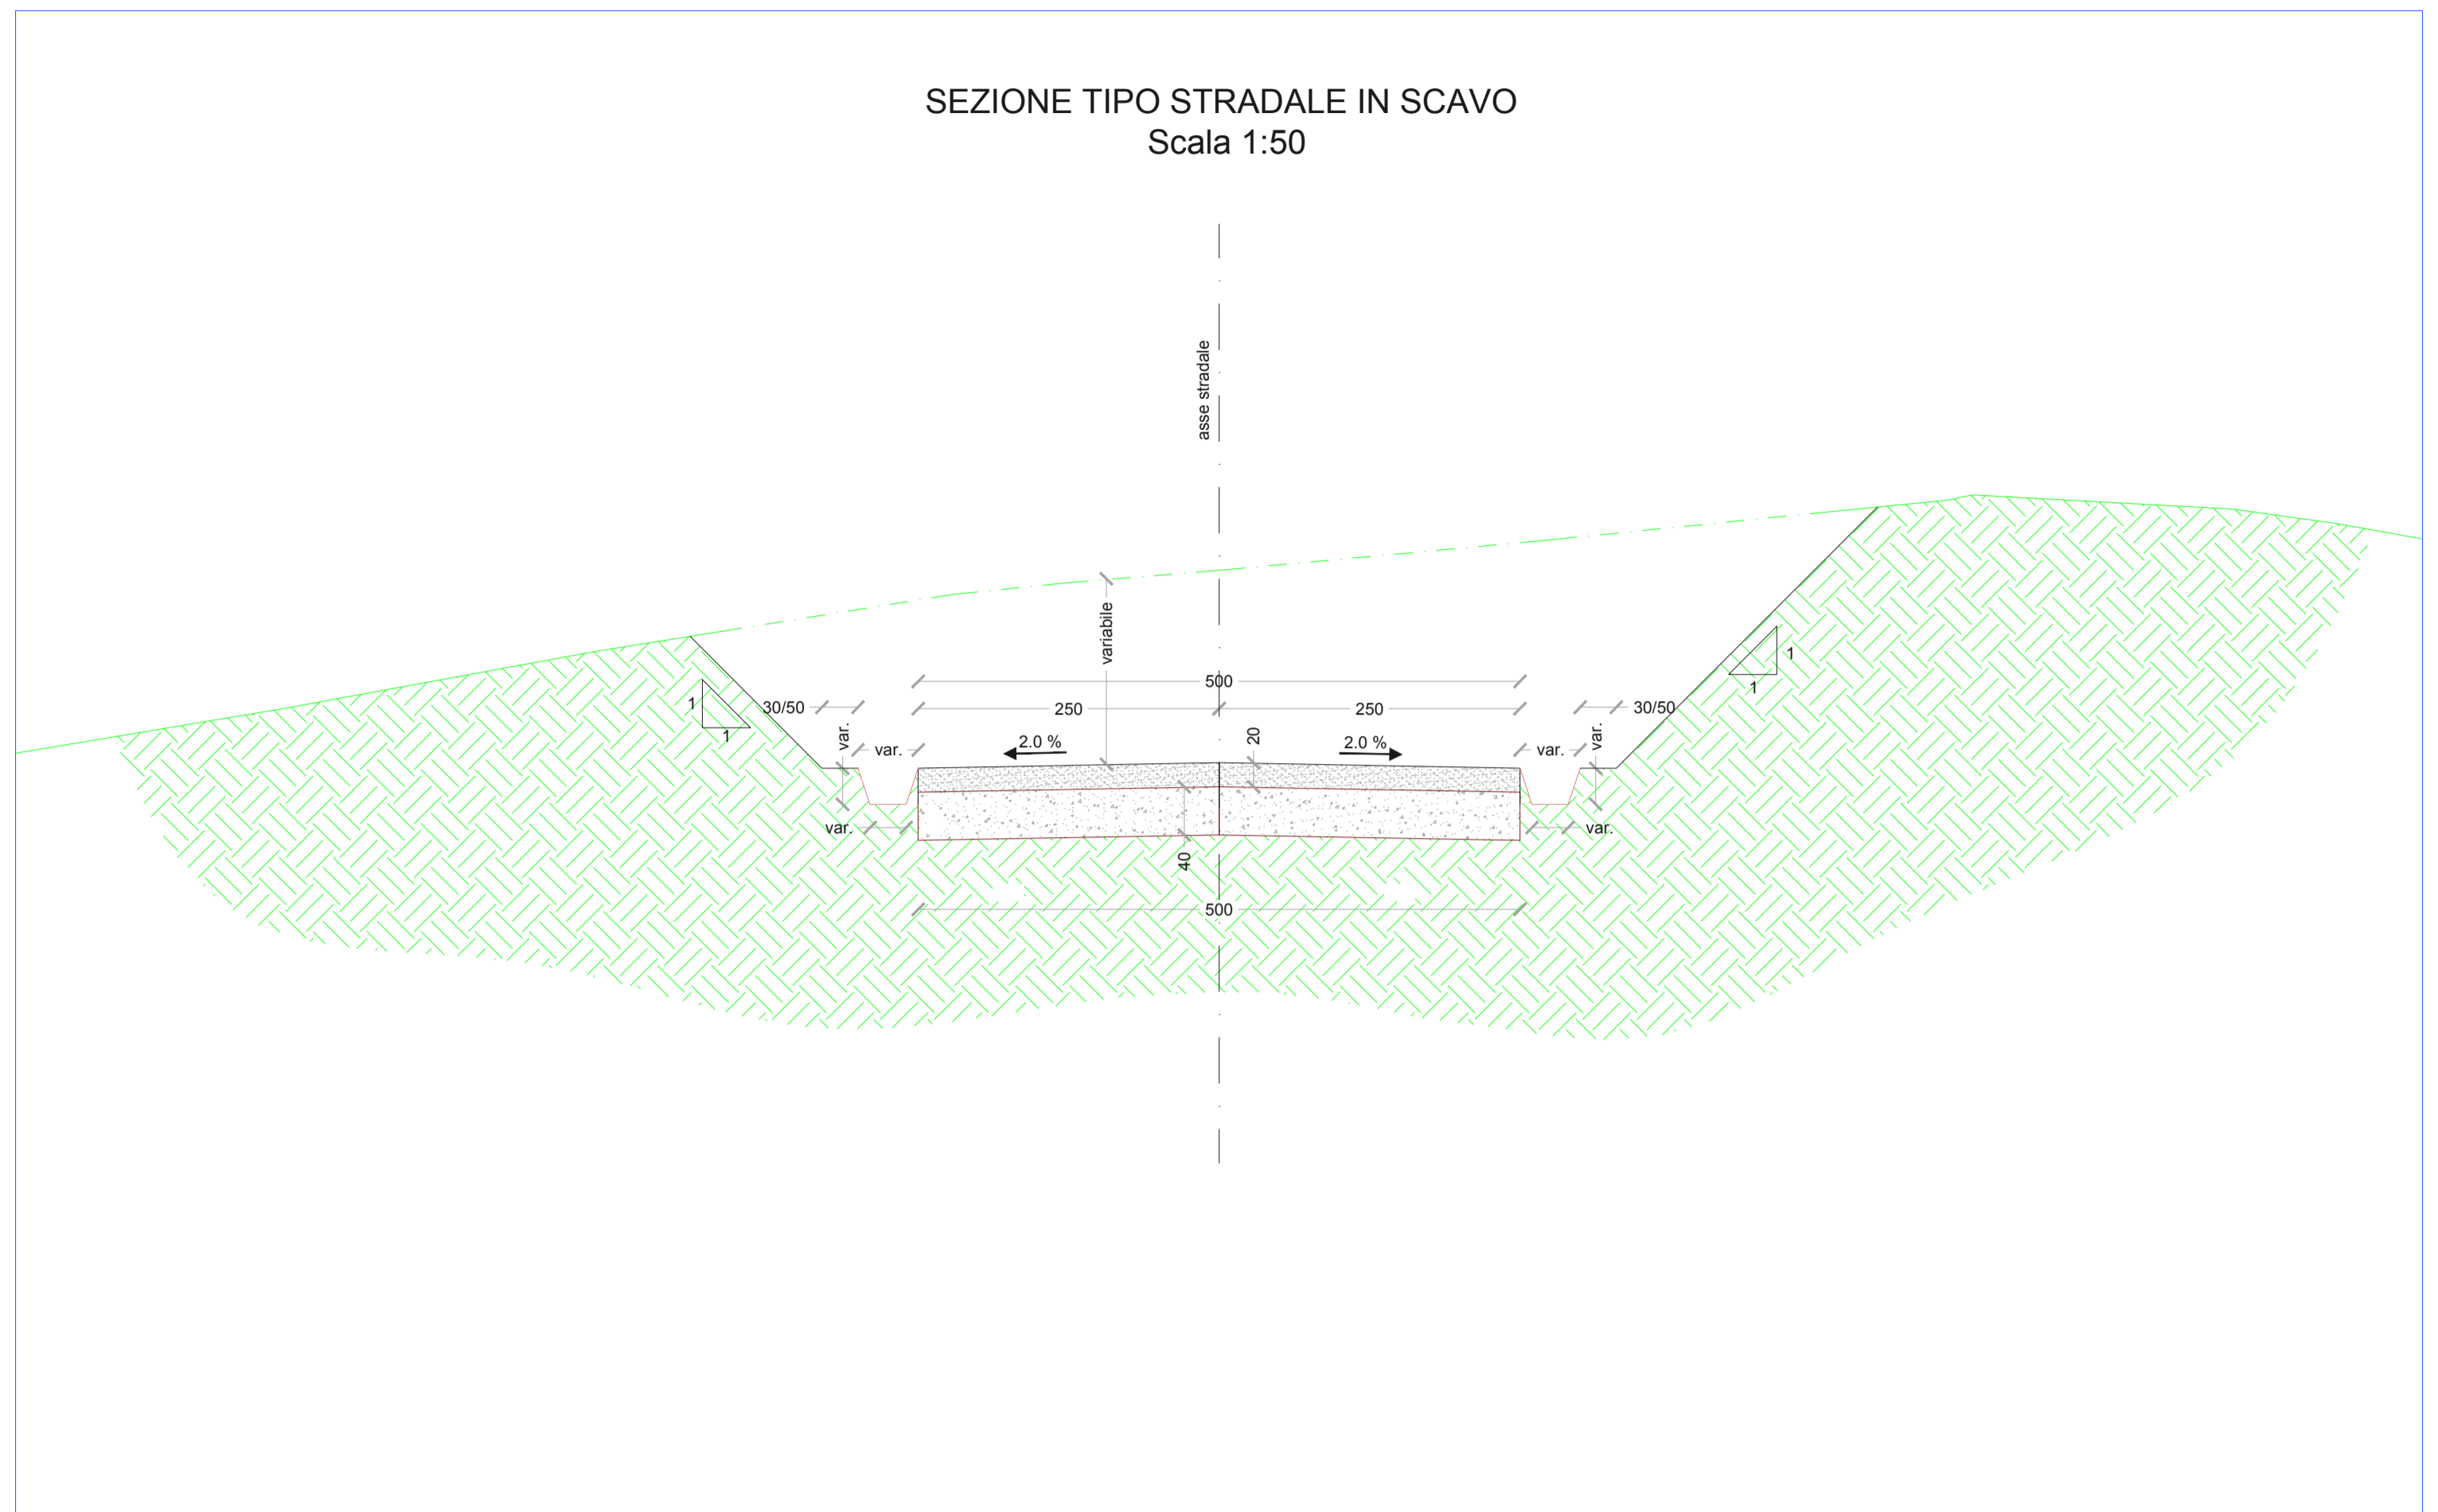 SEZIONE TIPO STRADALE IN SCAVO
Scala 1:50
asse stradale
variabile
500
1
1
30/50
var.
var.
250
250
2.0 %
20
2.0 %
var.
var.
30/50
1
1
var.
40
var.
500